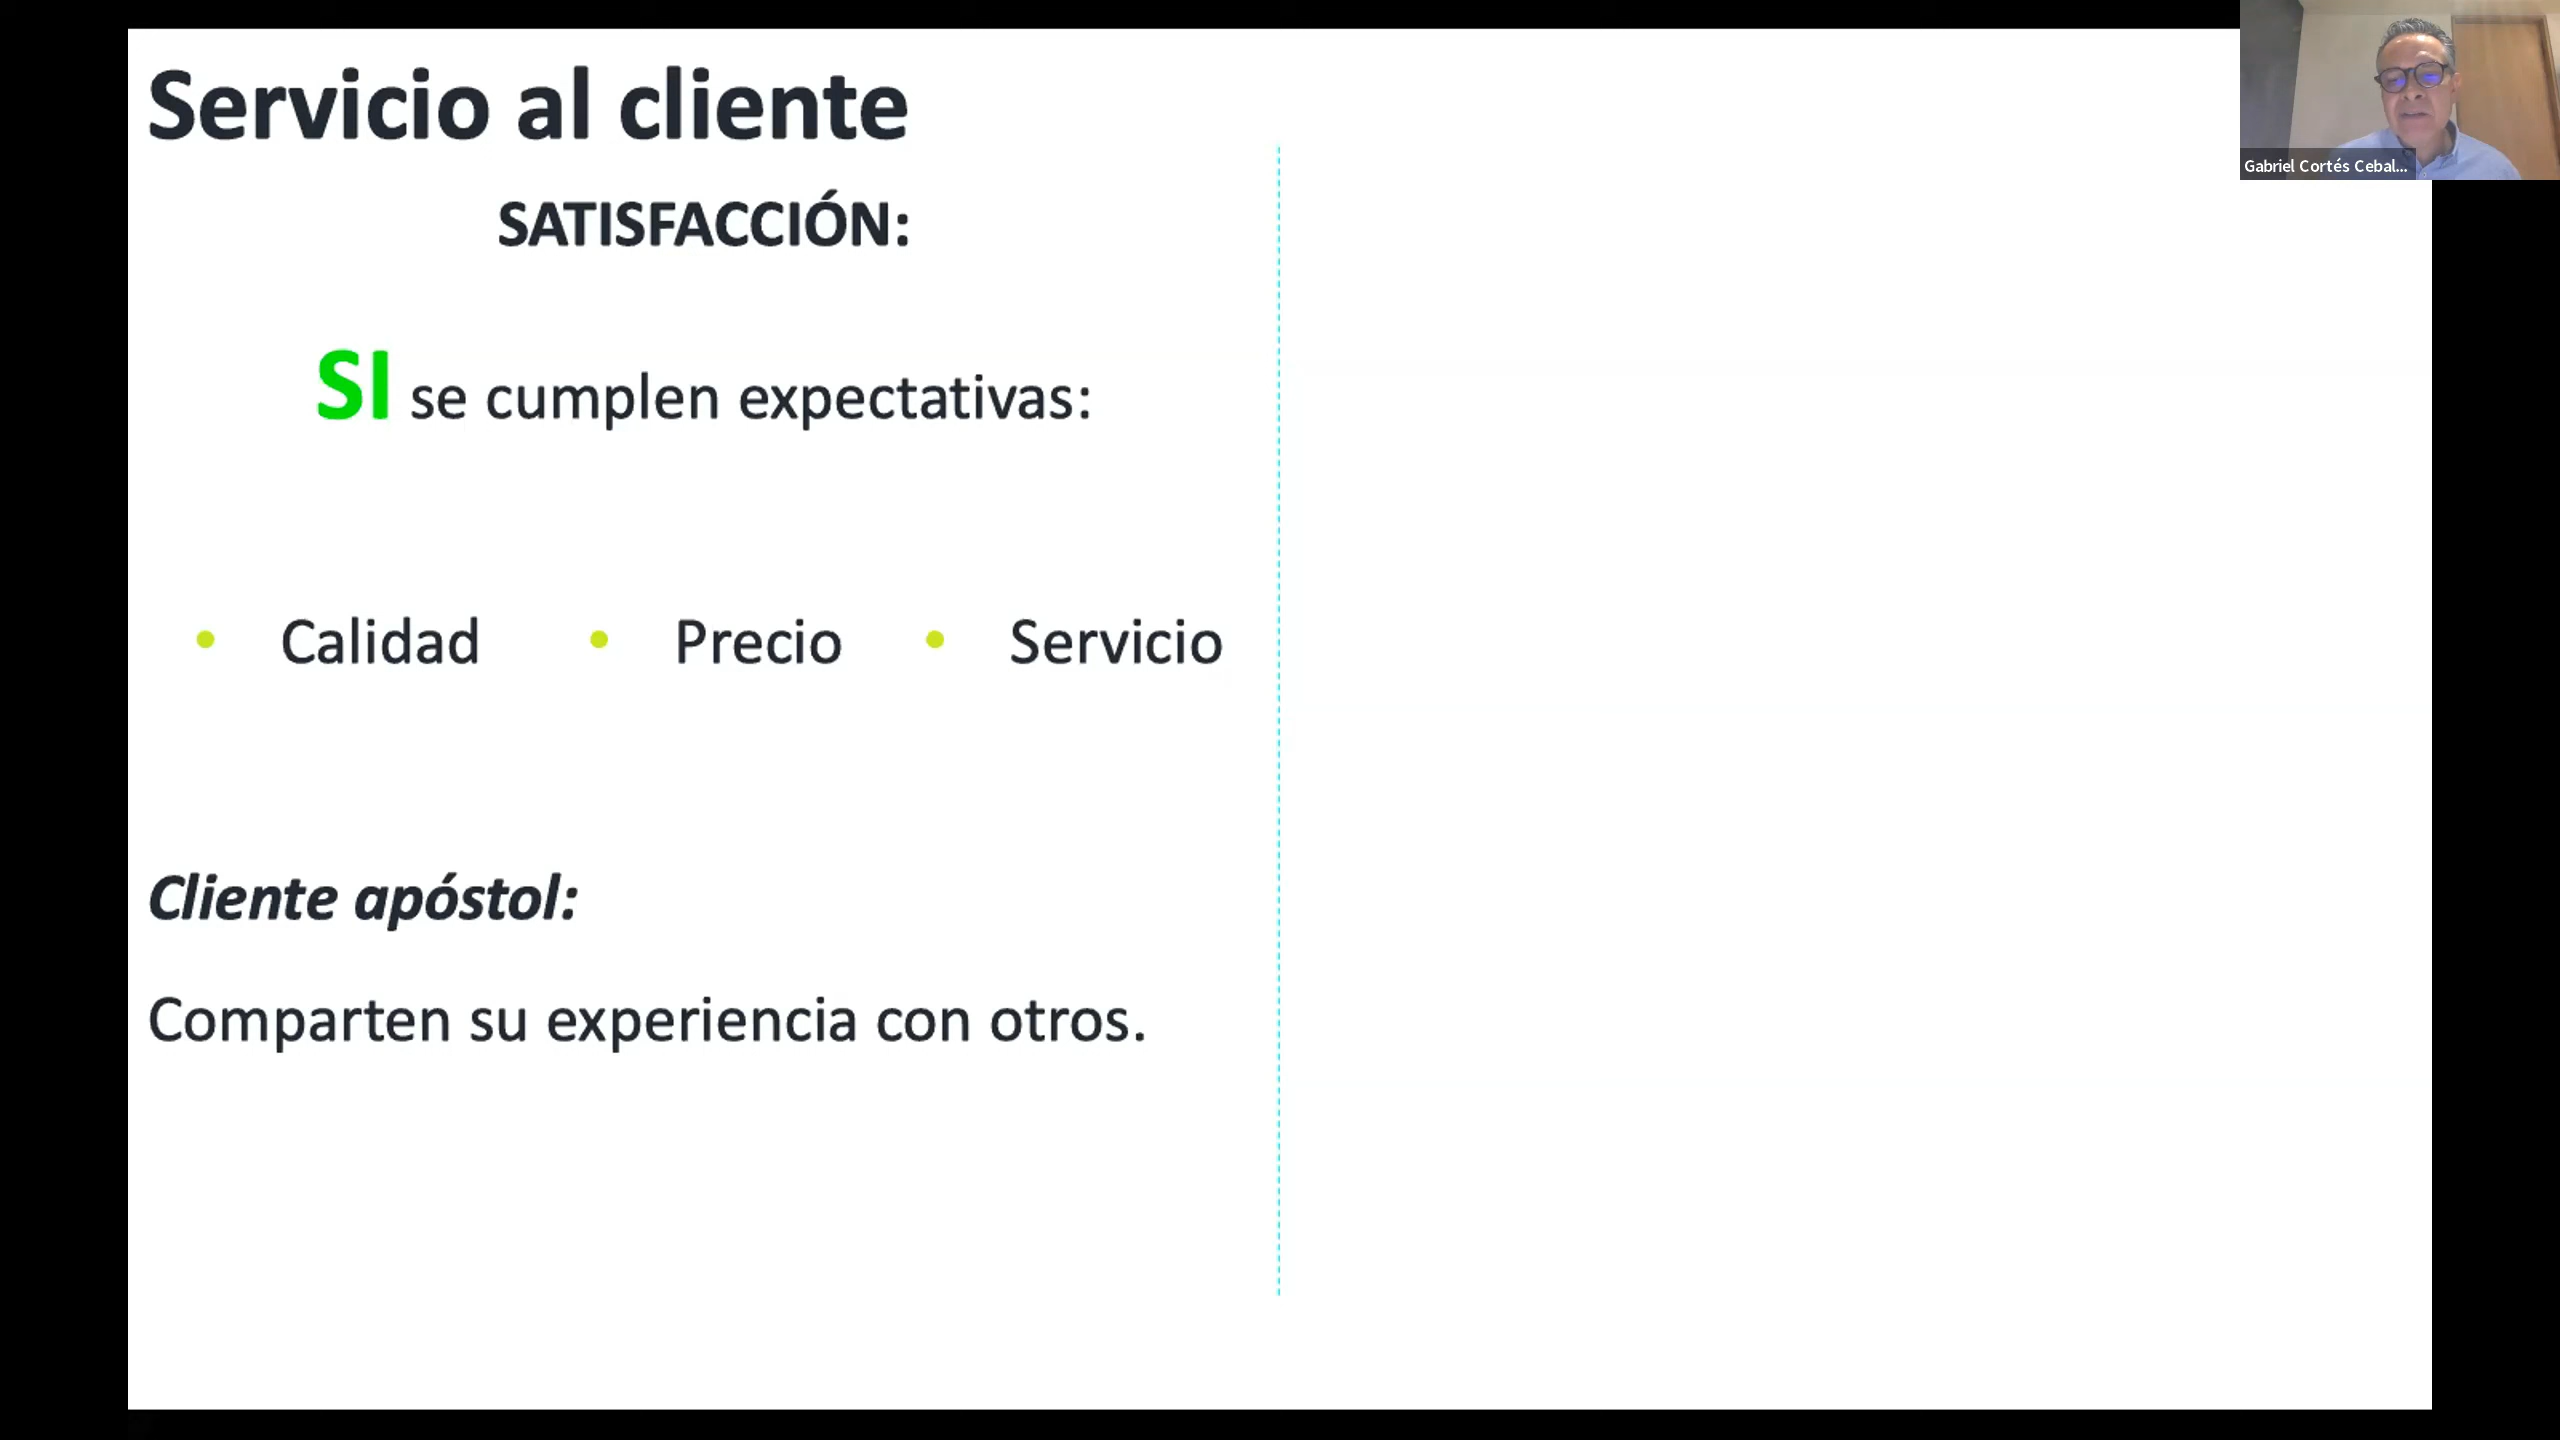 Servicio al cliente
SATISFACCIÓN:
SI se cumplen expectativas:
• Calidad • Precio • Servicio
Cliente apóstol:
Comparten su experiencia con otros.
Gabriel Cortés Cebal...